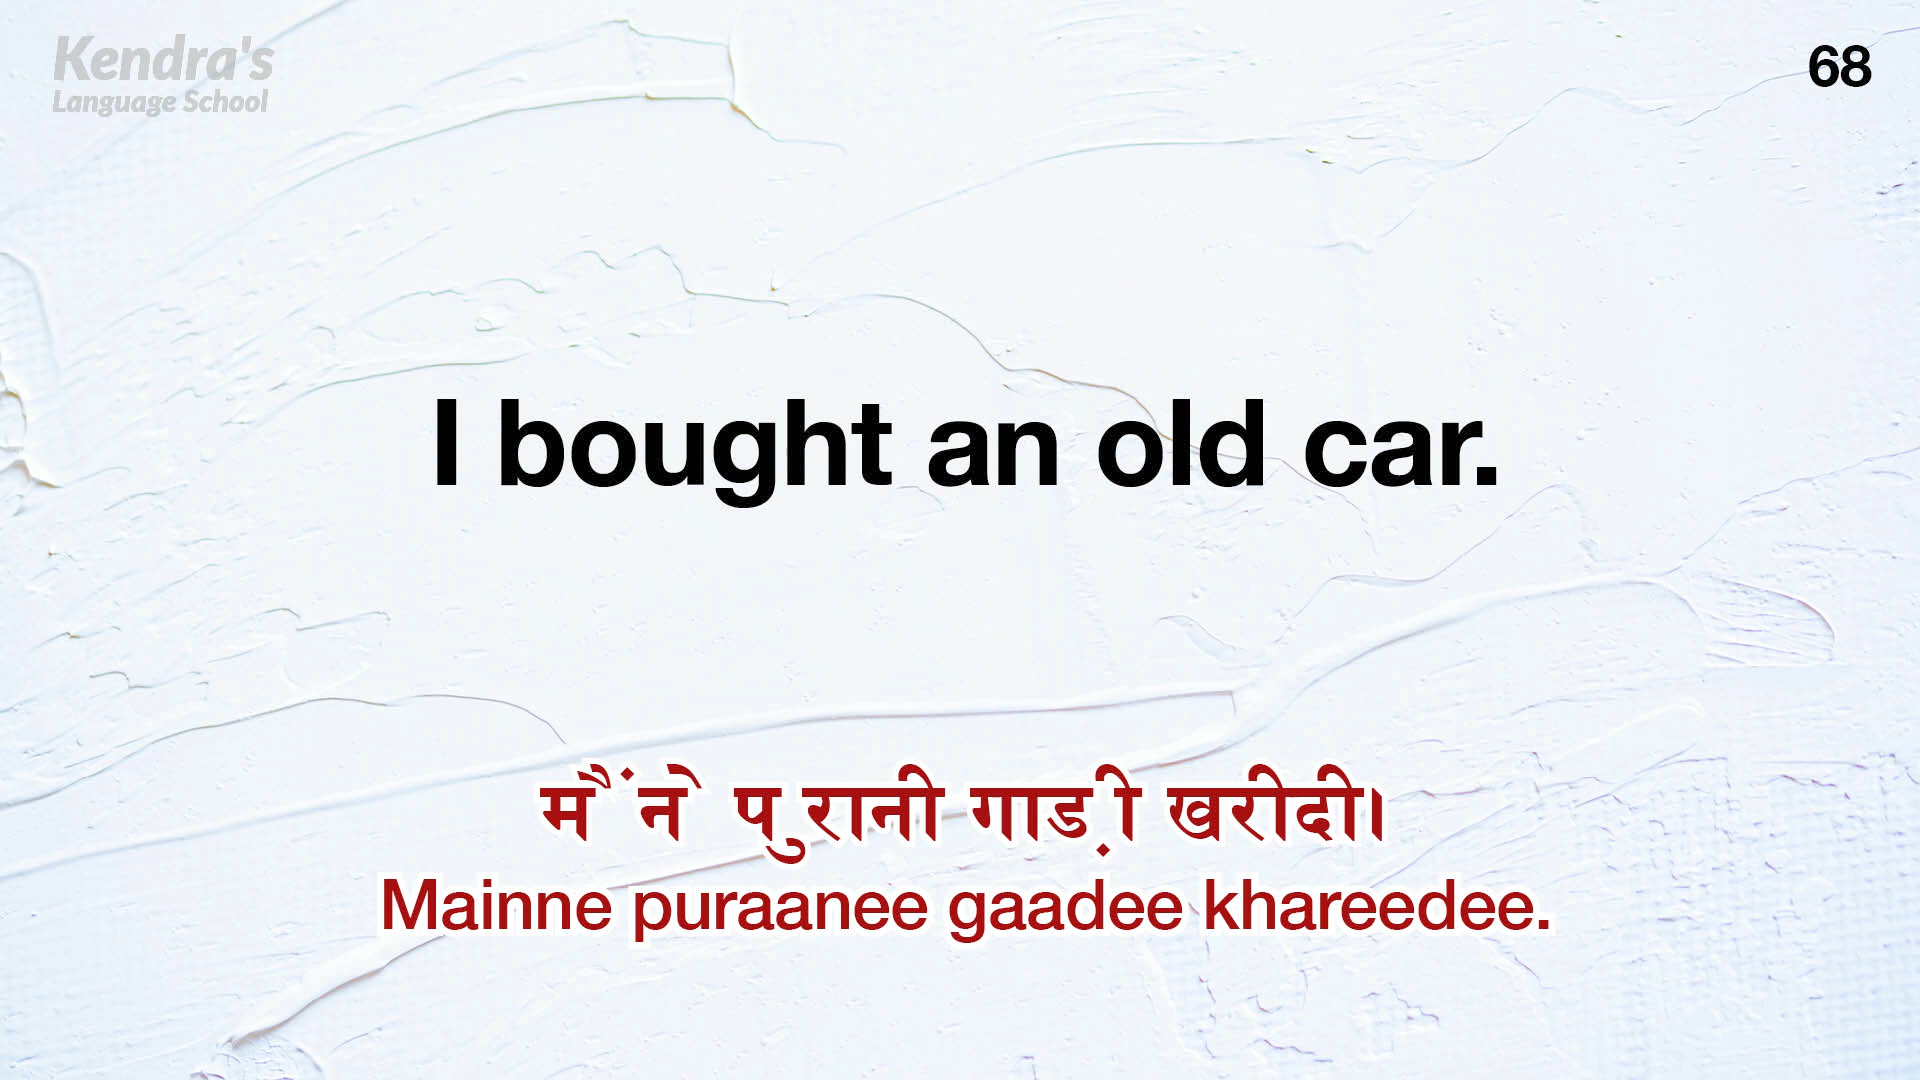 Kendra's
Language School
68
I bought an old car.
मैंने पुरानी गाड़ी खरीदी।
Mainne puraanee gaadee khareedee.